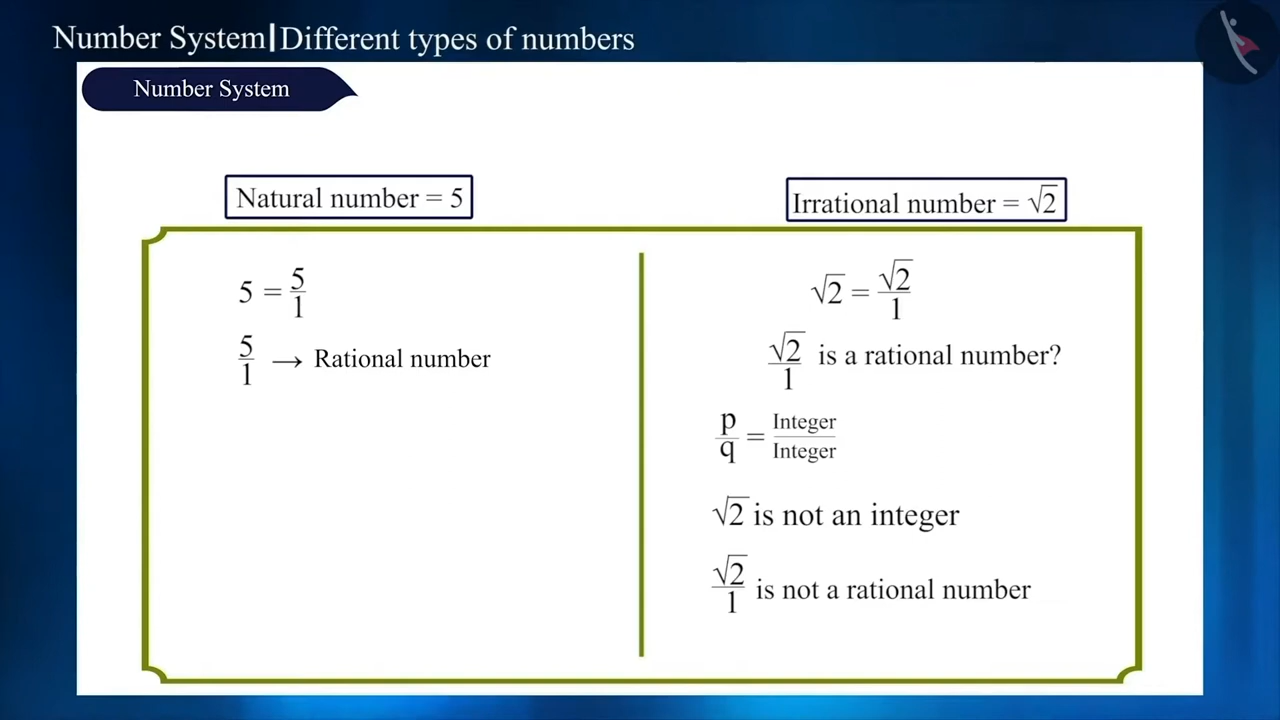 Number System|Different types of numbers
Number System
Natural number = 5
5 = 5/1
5/1 → Rational number
Irrational number = √2
√2 = √2/1
√2/1 is a rational number?
p/q = Integer/Integer
√2 is not an integer
√2/1 is not a rational number